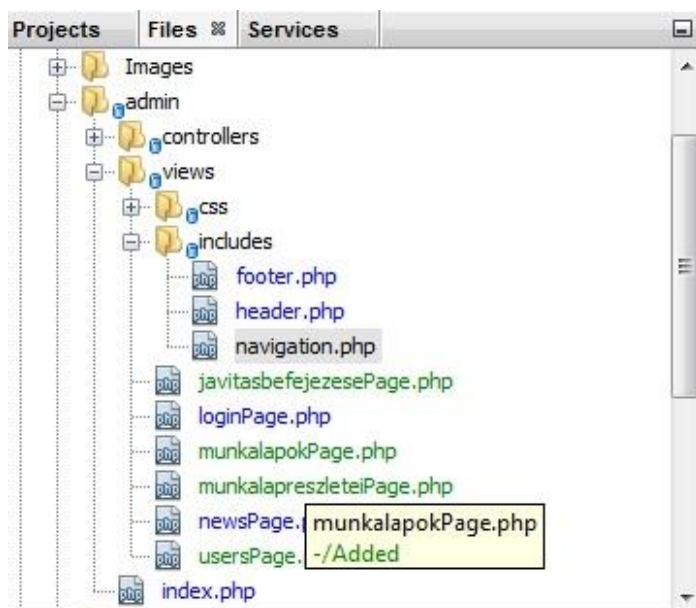 Projects Files Services
Images
admin
controllers
views
css
includes
footer.php
header.php
navigation.php
javitasbefejezesePage.php
loginPage.php
munkalapokPage.php
munkalapreszleteiPage.php
newsPage.p
munkalapokPage.php
usersPage.
-/Added
index.php